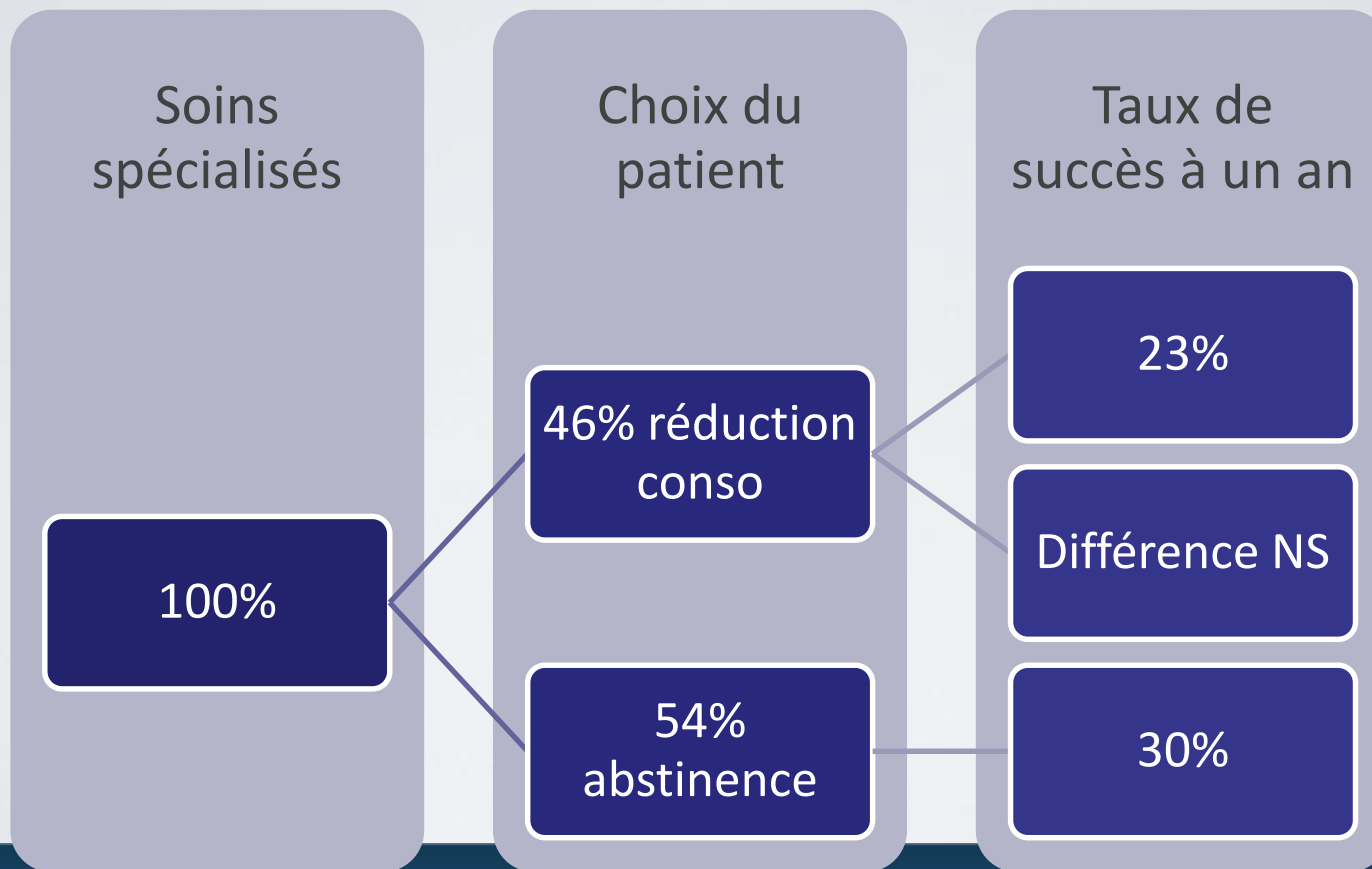 Soins
spécialisés
Choix du
patient
Taux de
succès à un an
100%
46% réduction
conso
54%
abstinence
23%
Différence NS
30%